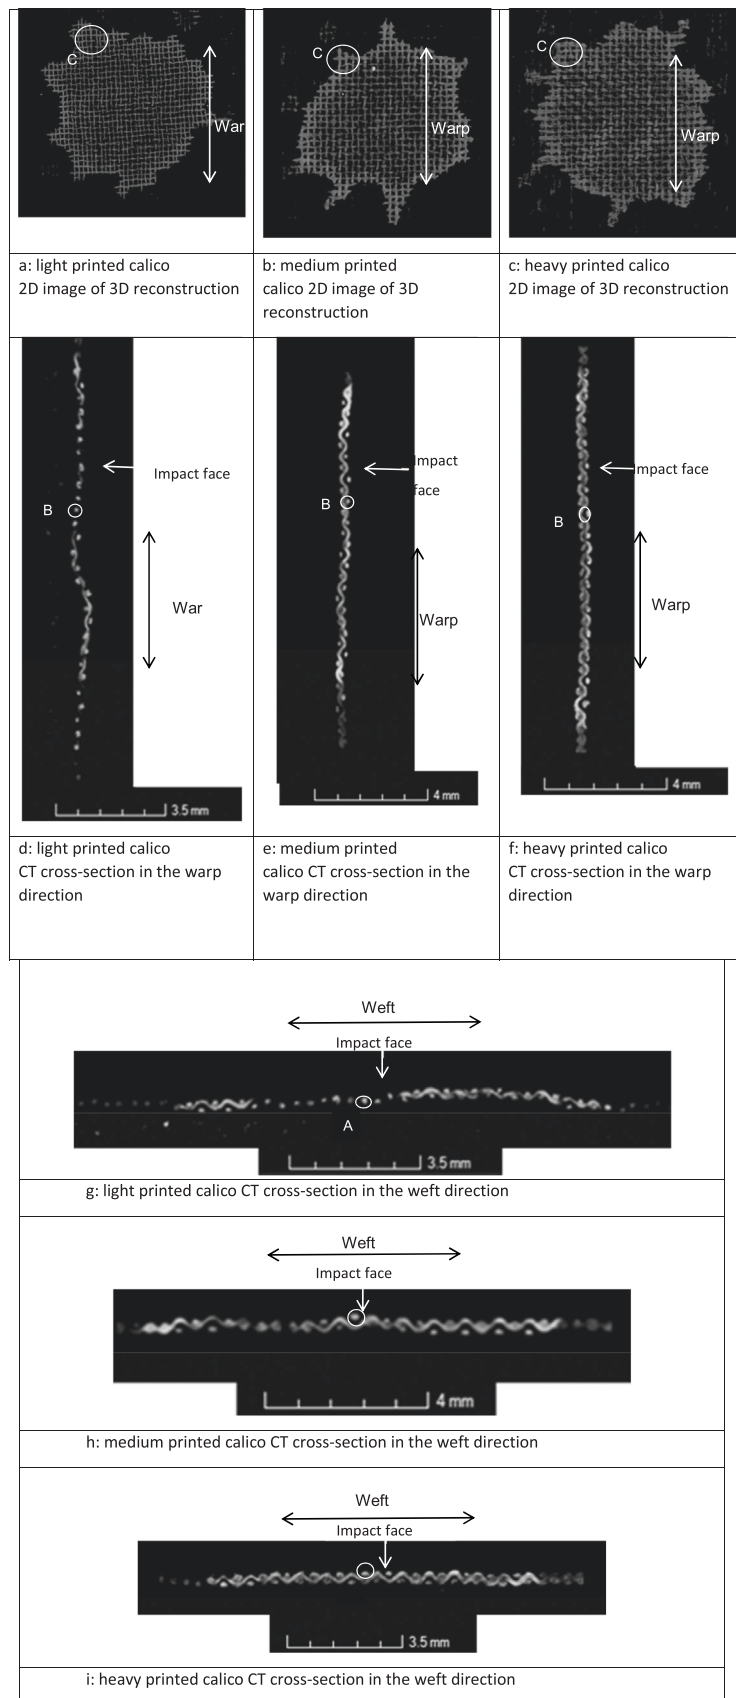 C
War
C
Warp
C
Warp
a: light printed calico
2D image of 3D reconstruction
b: medium printed
calico 2D image of 3D
reconstruction
c: heavy printed calico
2D image of 3D reconstruction
Impact face
B
War
3.5 mm
Impact
face
B
Warp
4 mm
mpact face
B
Warp
4 mm
d: light printed calico
CT cross-section in the warp
direction
e: medium printed
calico CT cross-section in the
warp direction
f: heavy printed calico
CT cross-section in the warp
direction
Weft
Impact face
A
3.5 mm
g: light printed calico CT cross-section in the weft direction
Weft
Impact face
4 mm
h: medium printed calico CT cross-section in the weft direction
Weft
Impact face
3.5 mm
i: heavy printed calico CT cross-section in the weft direction